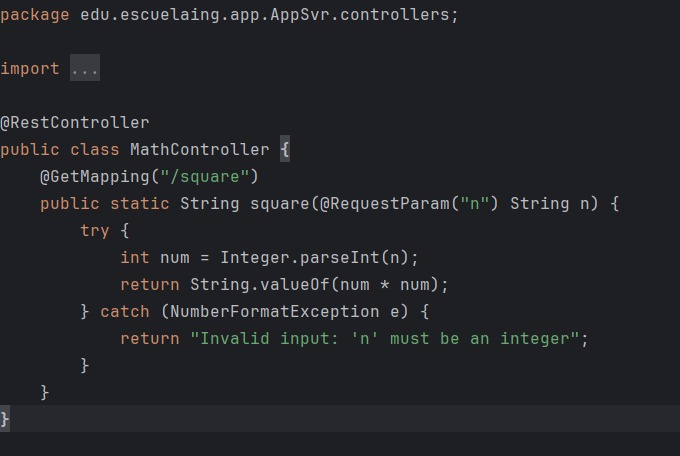 package edu.escuelaing.app.AppSvr.controllers;
import ...
@RestController
public class MathController {
@GetMapping("/square")
public static String square(@RequestParam("n") String n) {
try {
int num = Integer.parseInt(n);
return String.valueOf(num * num);
} catch (NumberFormatException e) {
return "Invalid input: 'n' must be an integer";
}
}
}